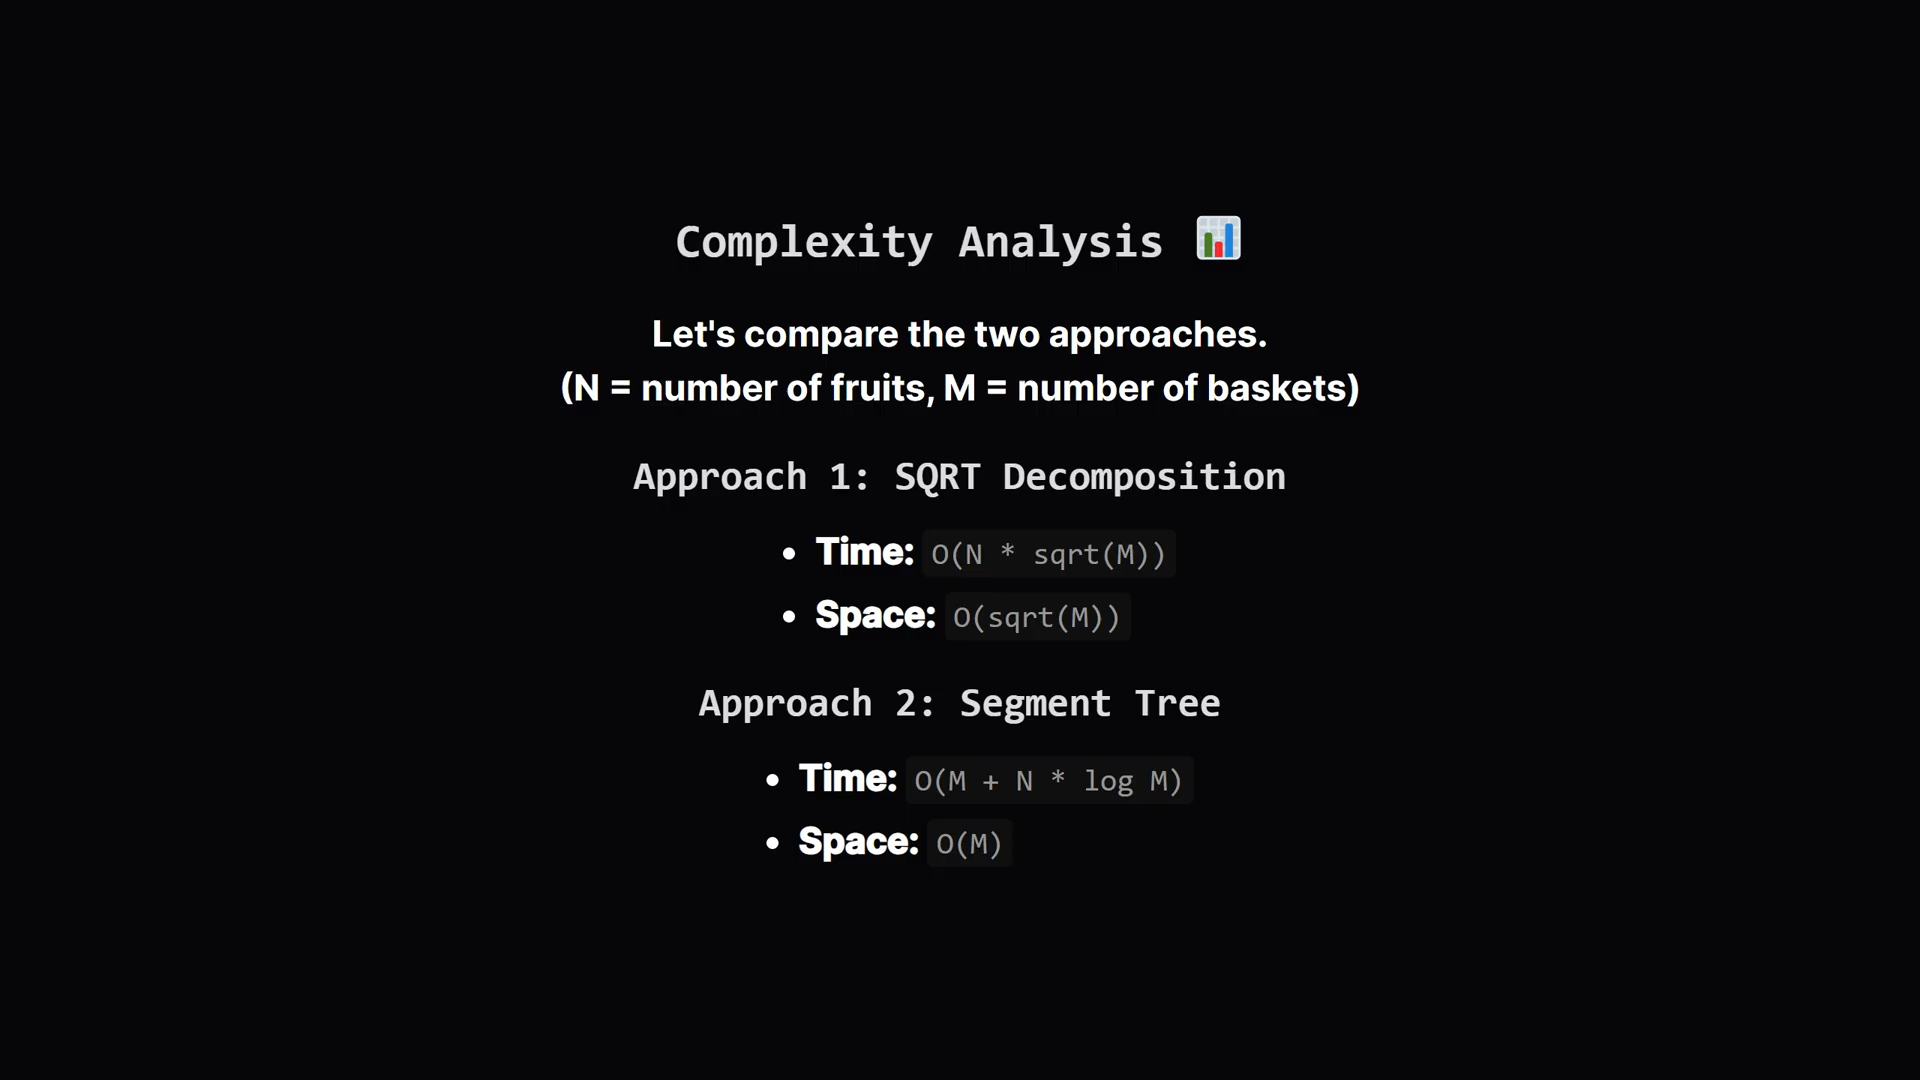 Complexity Analysis 📊
Let's compare the two approaches.
(N = number of fruits, M = number of baskets)
Approach 1: SQRT Decomposition
• Time: O(N * sqrt(M))
• Space: O(sqrt(M))
Approach 2: Segment Tree
• Time: O(M + N * log M)
• Space: O(M)